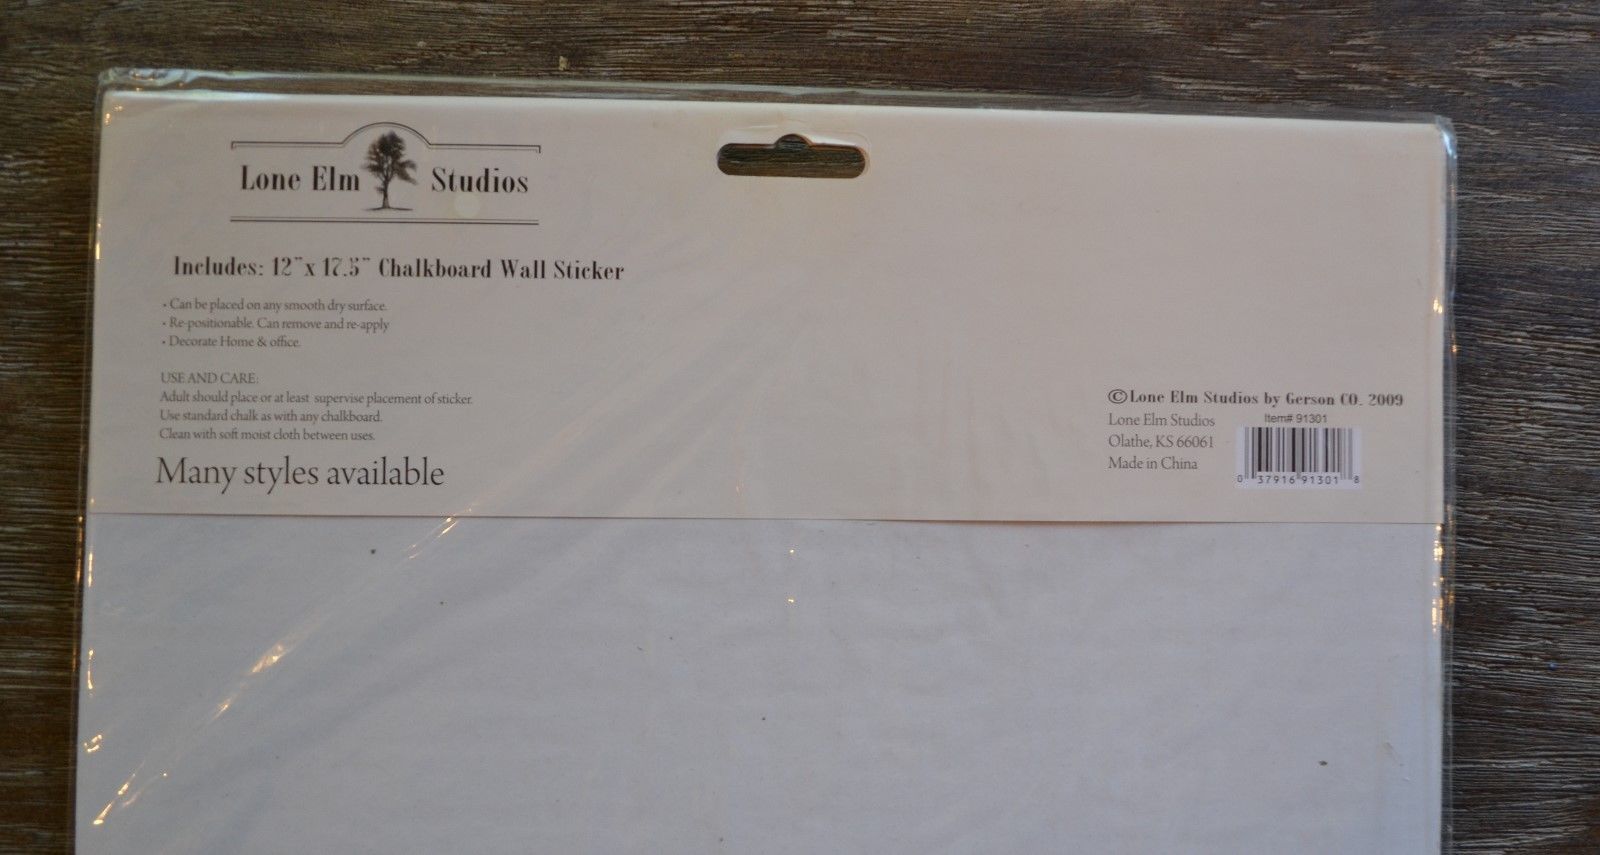 Lone Elm Studios
Includes: 12”x 17.5” Chalkboard Wall Sticker
• Can be placed on any smooth dry surface.
• Re-positionable. Can remove and re-apply
• Decorate Home & office.
USE AND CARE:
Adult should place or at least supervise placement of sticker.
Use standard chalk as with any chalkboard.
Clean with soft moist cloth between uses.
Many styles available
©Lone Elm Studios by Gerson CO. 2009
Lone Elm Studios
Olathe, KS 66061
Made in China
Item# 91301
0 37916 91301 8